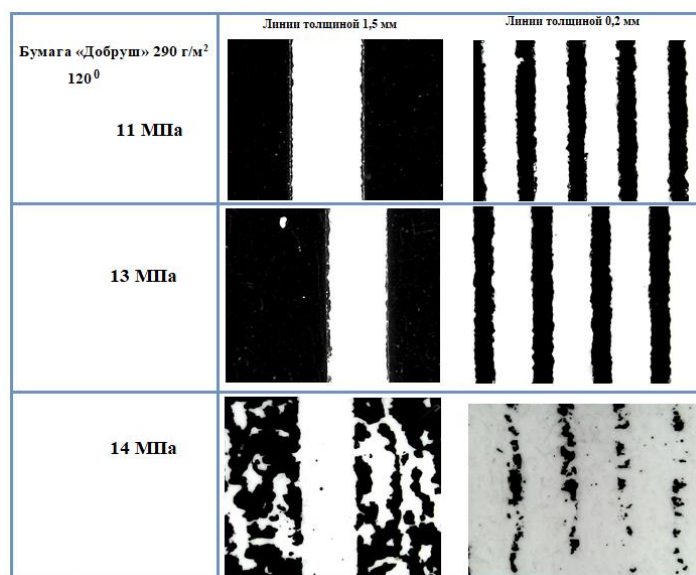 Линии толщиной 1,5 мм
Линии толщиной 0,2 мм
Бумага «Добруш» 290 г/м²
120⁰
11 МПа
13 МПа
14 МПа